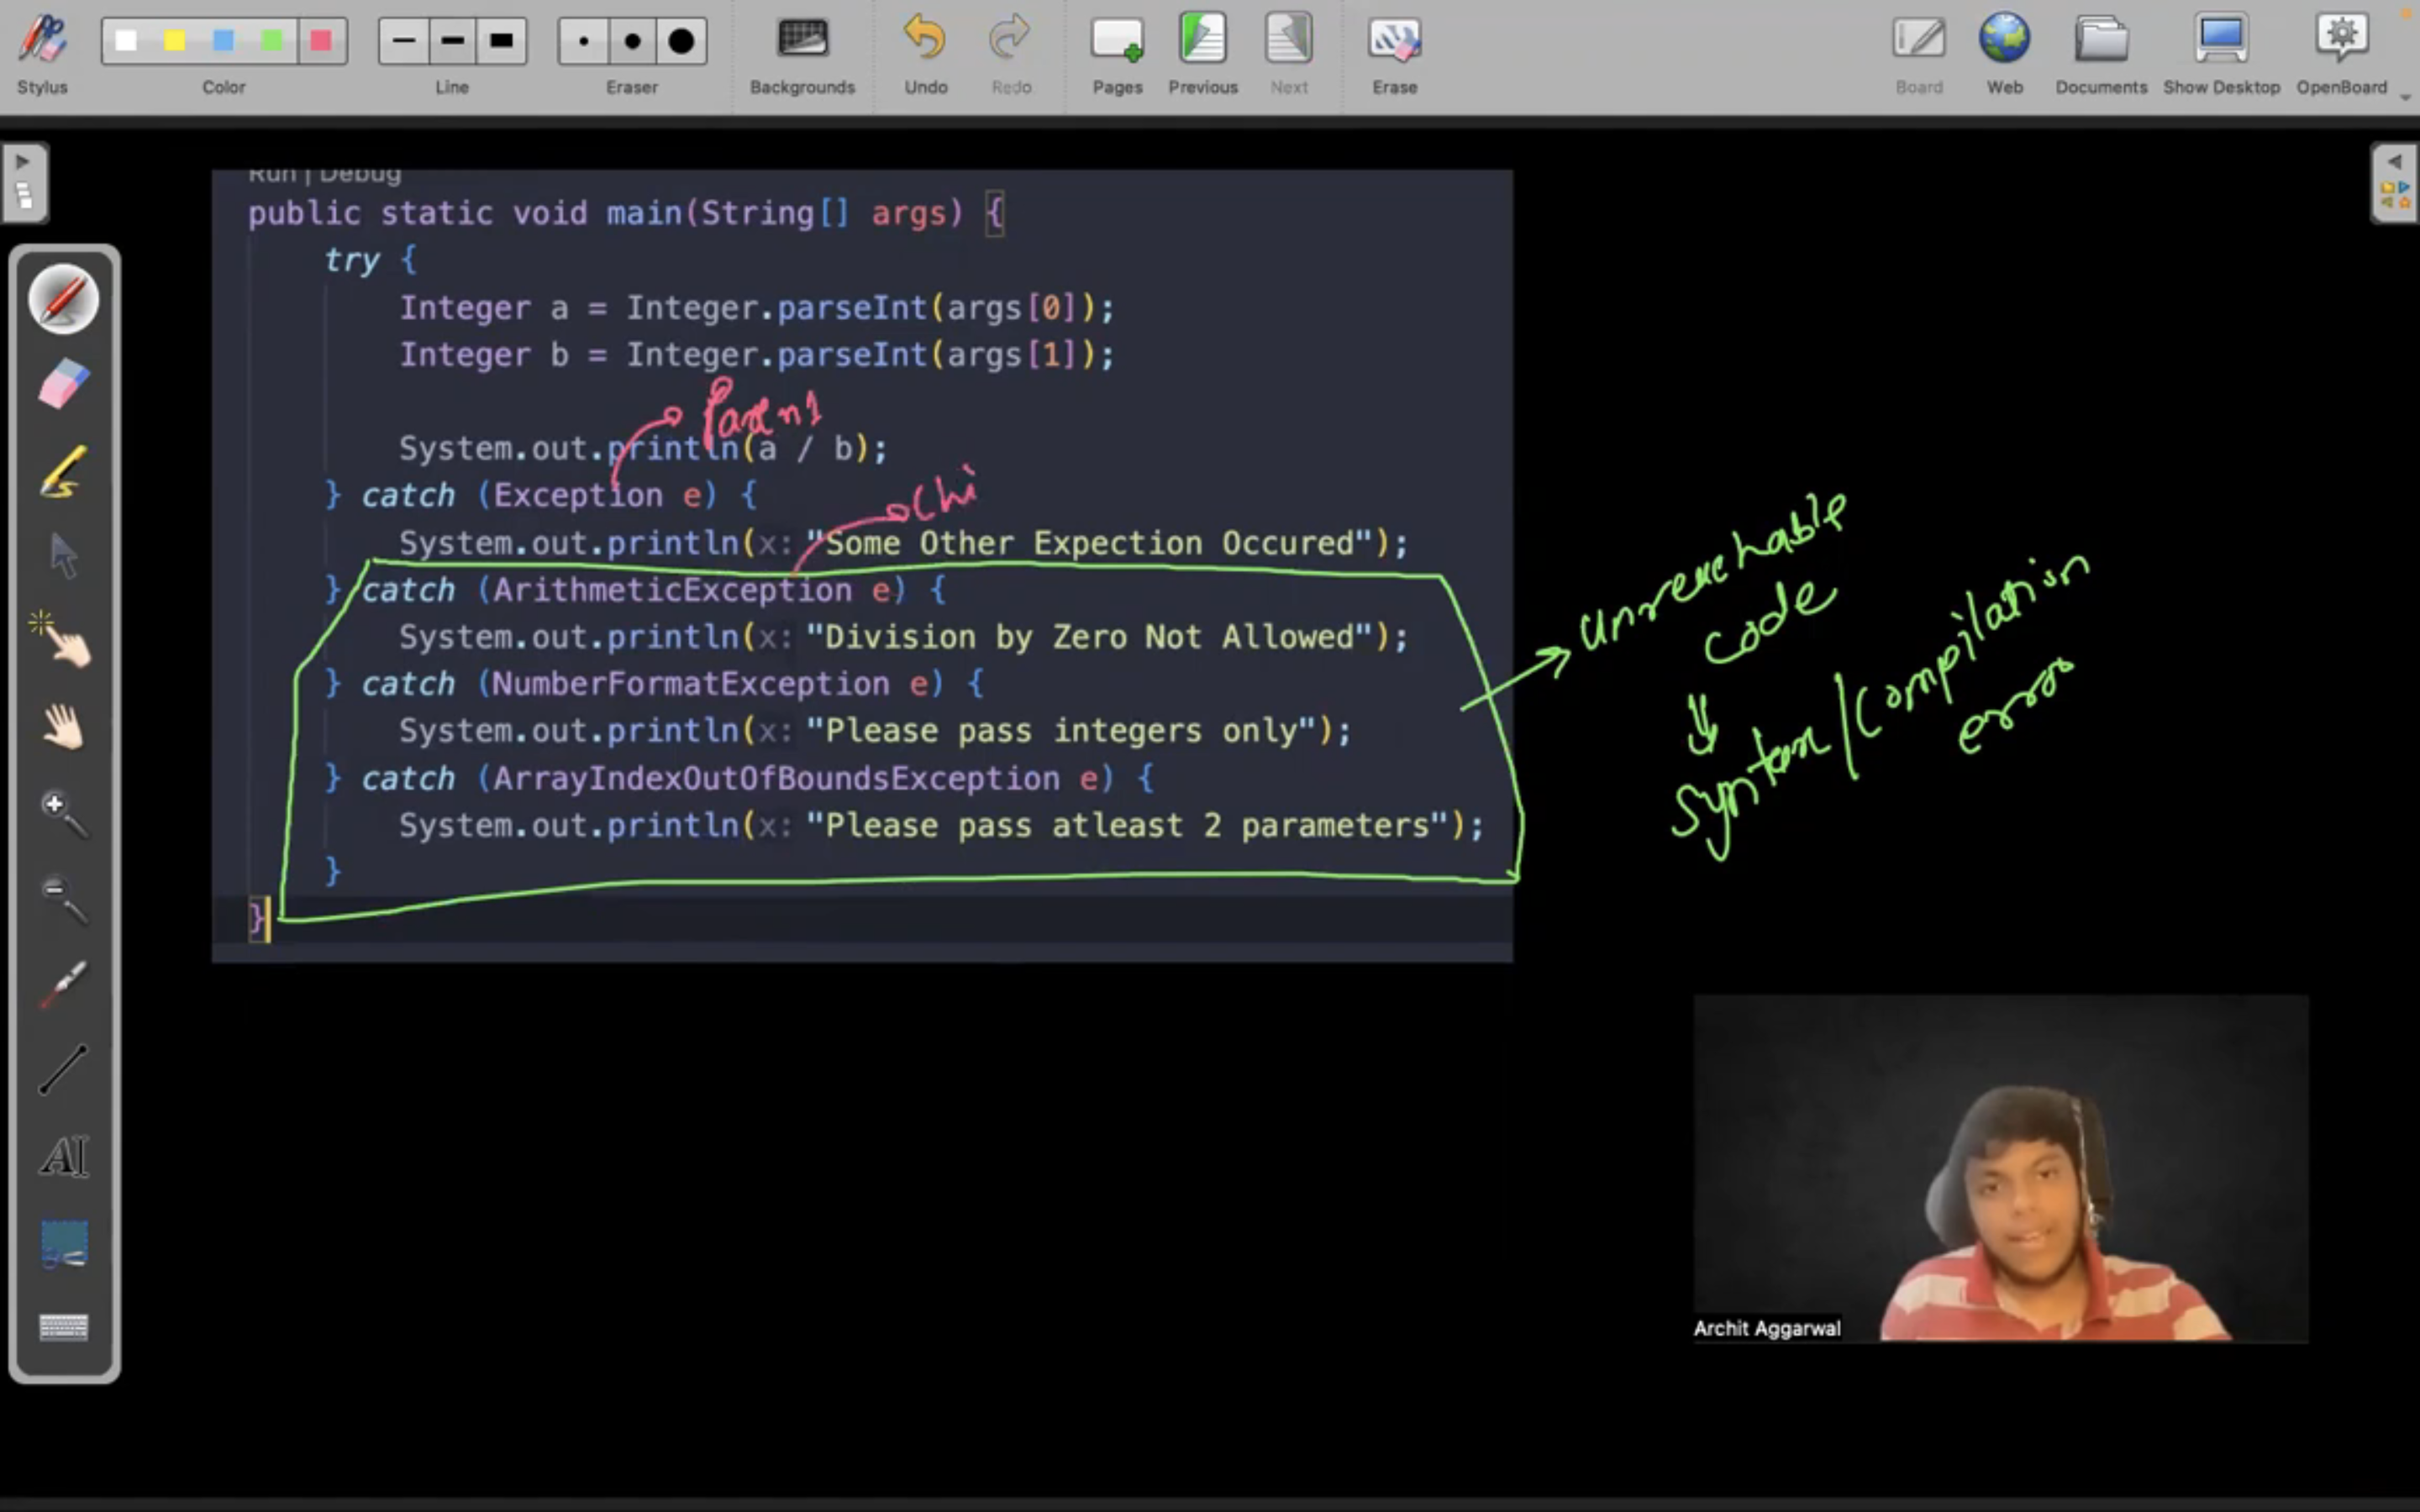 Stylus
Color
Line
Eraser
Backgrounds
Undo
Redo
Pages
Previous
Next
Erase
Board
Web
Documents
Show Desktop
OpenBoard
Run | Debug
public static void main(String[] args) {
try {
Integer a = Integer.parseInt(args[0]);
Integer b = Integer.parseInt(args[1]);
Parent
System.out.println(a / b);
} catch (Exception e) {
Chi
System.out.println(x: "Some Other Expection Occured");
} catch (ArithmeticException e) {
System.out.println(x: "Division by Zero Not Allowed");
} catch (NumberFormatException e) {
System.out.println(x: "Please pass integers only");
} catch (ArrayIndexOutOfBoundsException e) {
System.out.println(x: "Please pass atleast 2 parameters");
}
}
Unreachable
code
Syntax/Compilation
error
AI
Archit Aggarwal